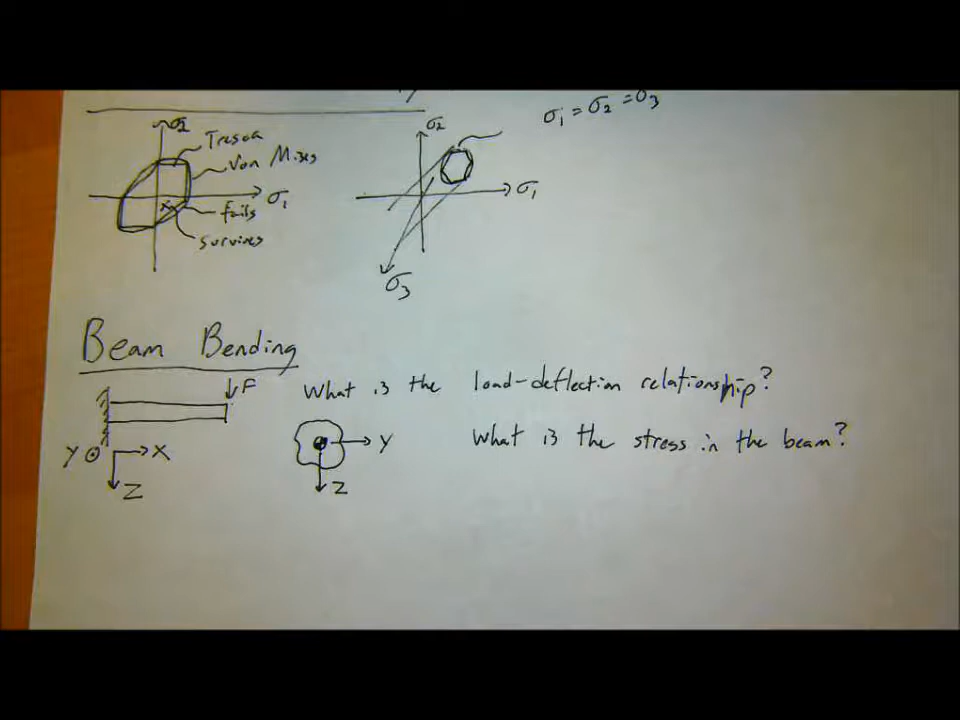 σ2
Tresca
Von Mises
σ1
fails
survives
σ2
σ1 = σ2 = σ3
σ1
σ3
Beam Bending
F
What is the load-deflection relationship?
Y
X
Z
Y
Z
What is the stress in the beam?